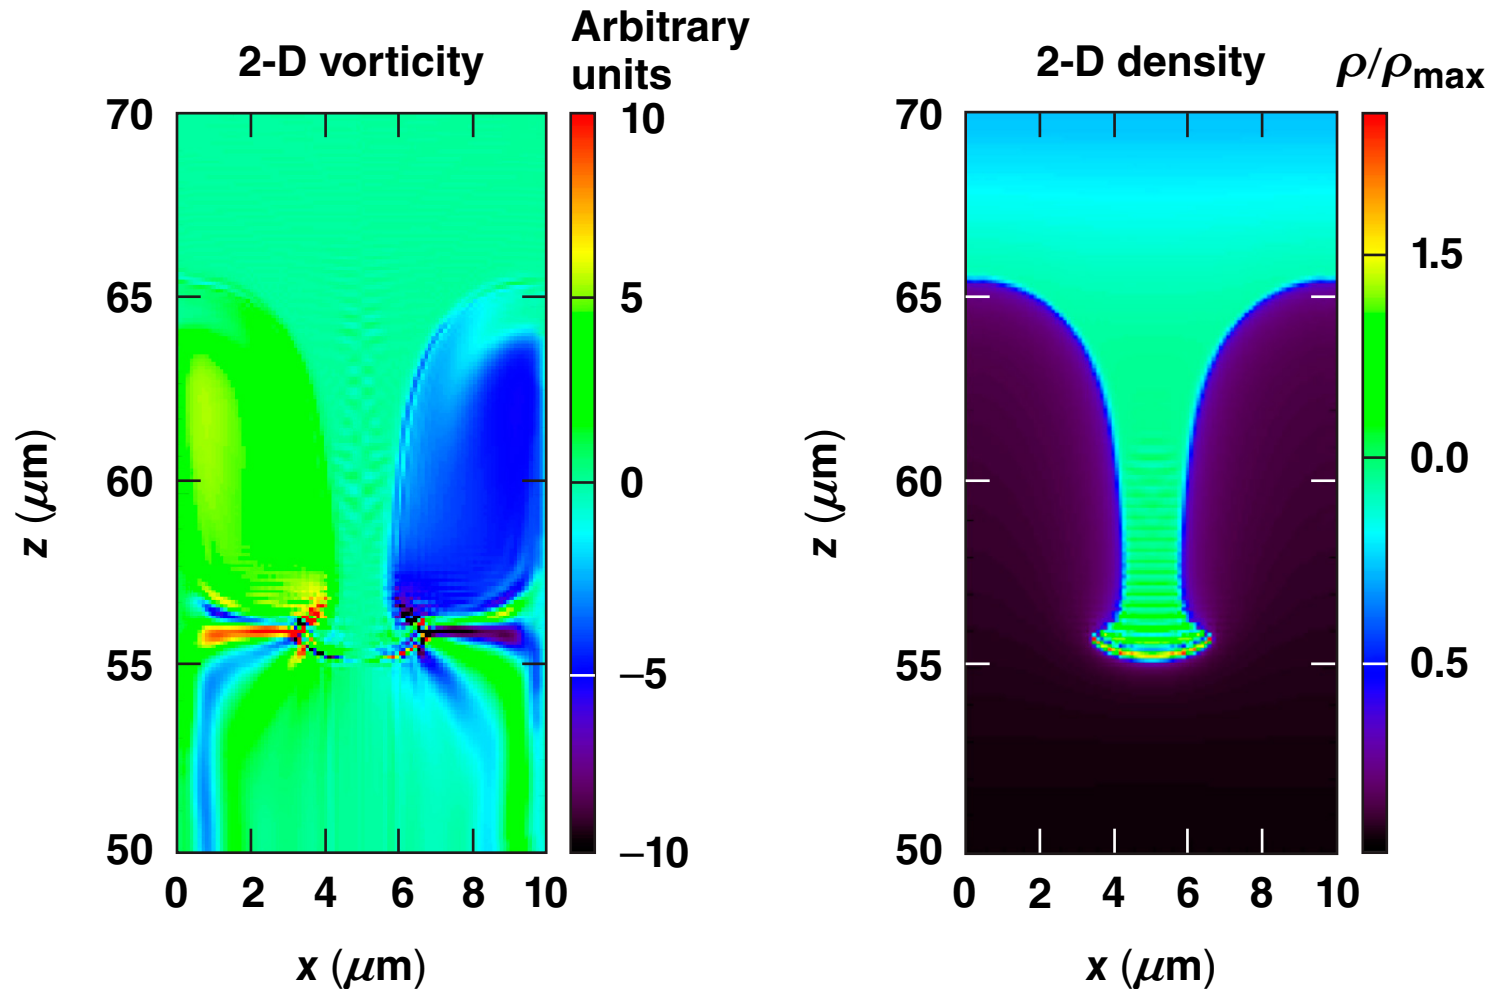 2-D vorticity
Arbitrary
units
70
65
60
55
50
z (μm)
0 2 4 6 8 10
x (μm)
10
5
0
–5
–10
2-D density
ρ/ρmax
70
65
60
55
50
z (μm)
0 2 4 6 8 10
x (μm)
1.5
0.0
0.5